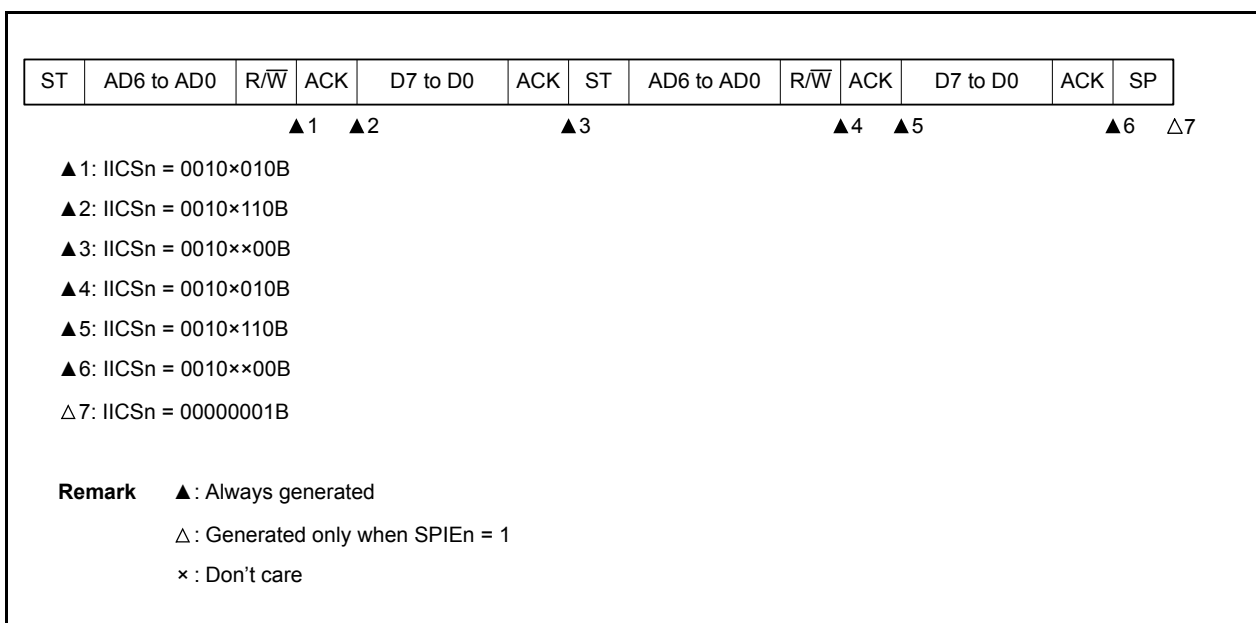 ST AD6 to AD0 R/W̅ ACK D7 to D0 ACK ST AD6 to AD0 R/W̅ ACK D7 to D0 ACK SP
▲1 ▲2 ▲3 ▲4 ▲5 ▲6 △7
▲1: IICSn = 0010×010B
▲2: IICSn = 0010×110B
▲3: IICSn = 0010××00B
▲4: IICSn = 0010×010B
▲5: IICSn = 0010×110B
▲6: IICSn = 0010××00B
△7: IICSn = 00000001B
Remark ▲: Always generated
△: Generated only when SPIEn = 1
× : Don't care